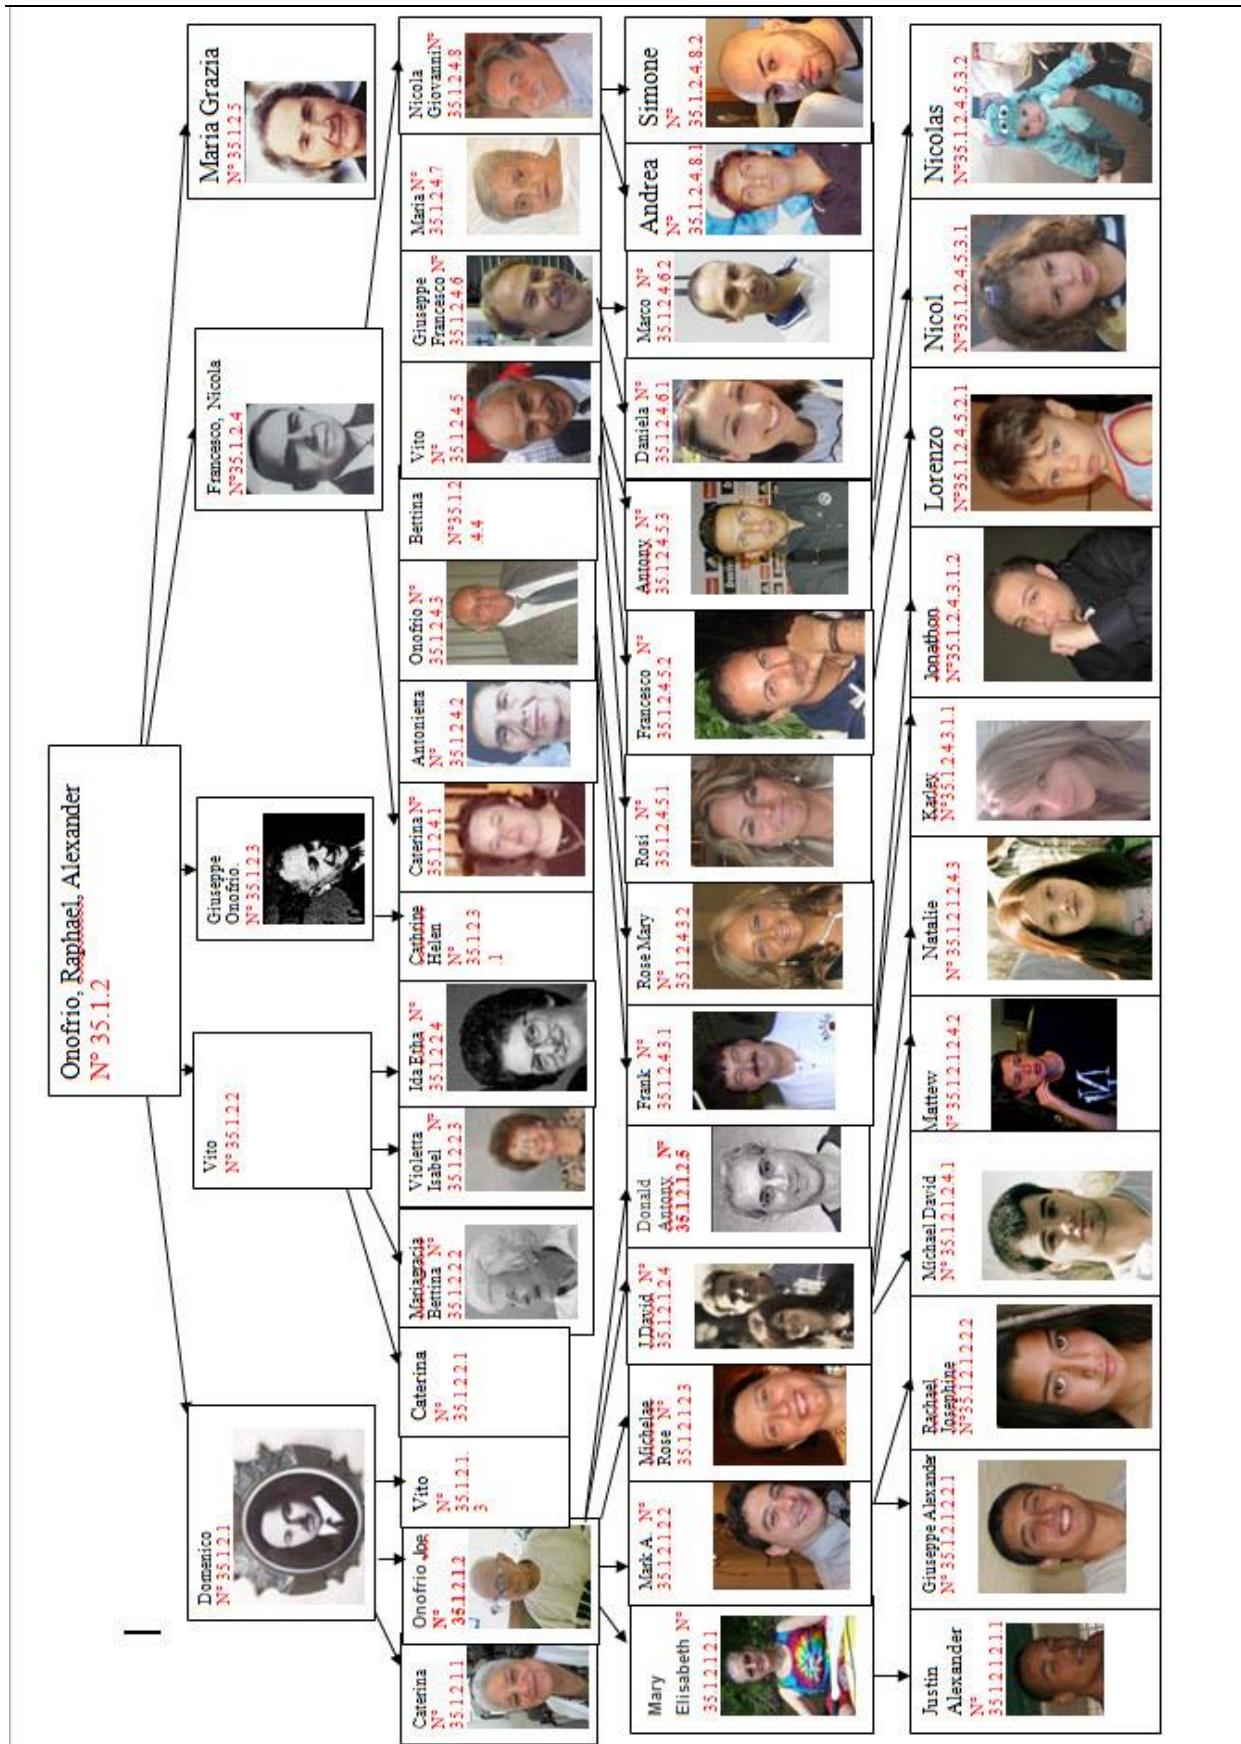 Onofrio, Raphael, Alexander
N° 35.1.2
Domenico
N° 35.1.2.1
Vito
N° 35.1.2.2
Giuseppe
Onofrio.
N° 35.1.2.3
Francesco, Nicola
N°35.1.2.4
Maria Grazia
N° 35.1.2.5
Caterina
N°
35.1.2.1.1
Onofrio Joe
N°
35.1.2.1.2
Vito
N°
35.1.2.1.
3
Caterina
N°
35.1.2.2.1
Mariagracia
Bettina N°
35.1.2.2.2
Violetta
Isabel N°
35.1.2.2.3
Ida Etha N°
35.1.2.2.4
Cathrine
Helen
N°
35.1.2.3
.1
Caterina N°
35.1.2.4.1
Antonietta
N°
35.1.2.4.2
Onofrio N°
35.1.2.4.3
Bettina
N°35.1.2
.4.4
Vito
N°
35.1.2.4.5
Giuseppe
Francesco N°
35.1.2.4.6
Maria N°
35.1.2.4.7
Nicola
Giovanni N°
35.1.2.4.8
Mary
Elisabeth N°
35.1.2.1.2.1
Mark A. N°
35.1.2.1.2.2
Michelae
Rose N°
35.1.2.1.2.3
J.David N°
35.1.2.1.2.4
Donald
Antony N°
35.1.2.1.2.5
Frank N°
35.1.2.4.3.1
Rose Mary
N°
35.1.2.4.3.2
Rosi N°
35.1.2.4.5.1
Francesco N°
35.1.2.4.5.2
Antony N°
35.1.2.4.5.3
Daniela N°
35.1.2.4.6.1
Marco N°
35.1.2.4.6.2
Andrea
N°
35.1.2.4.8.1
Simone
N°
35.1.2.4.8.2
Justin
Alexander
N°
35.1.2.1.2.1.1
Giuseppe Alexander
N° 35.1.2.1.2.2.1
Rachael
Josephine
N°35.1.2.1.2.2.2
Michael David
N° 35.1.2.1.2.4.1
Mattew
N° 35.1.2.1.2.4.2
Natalie
N° 35.1.2.1.2.4.3
Karley
N°35.1.2.4.3.1.1
Jonathon
N°35.1.2.4.3.1.2
Lorenzo
N°35.1.2.4.5.2.1
Nicol
N°35.1.2.4.5.3.1
Nicolas
N°35.1.2.4.5.3.2